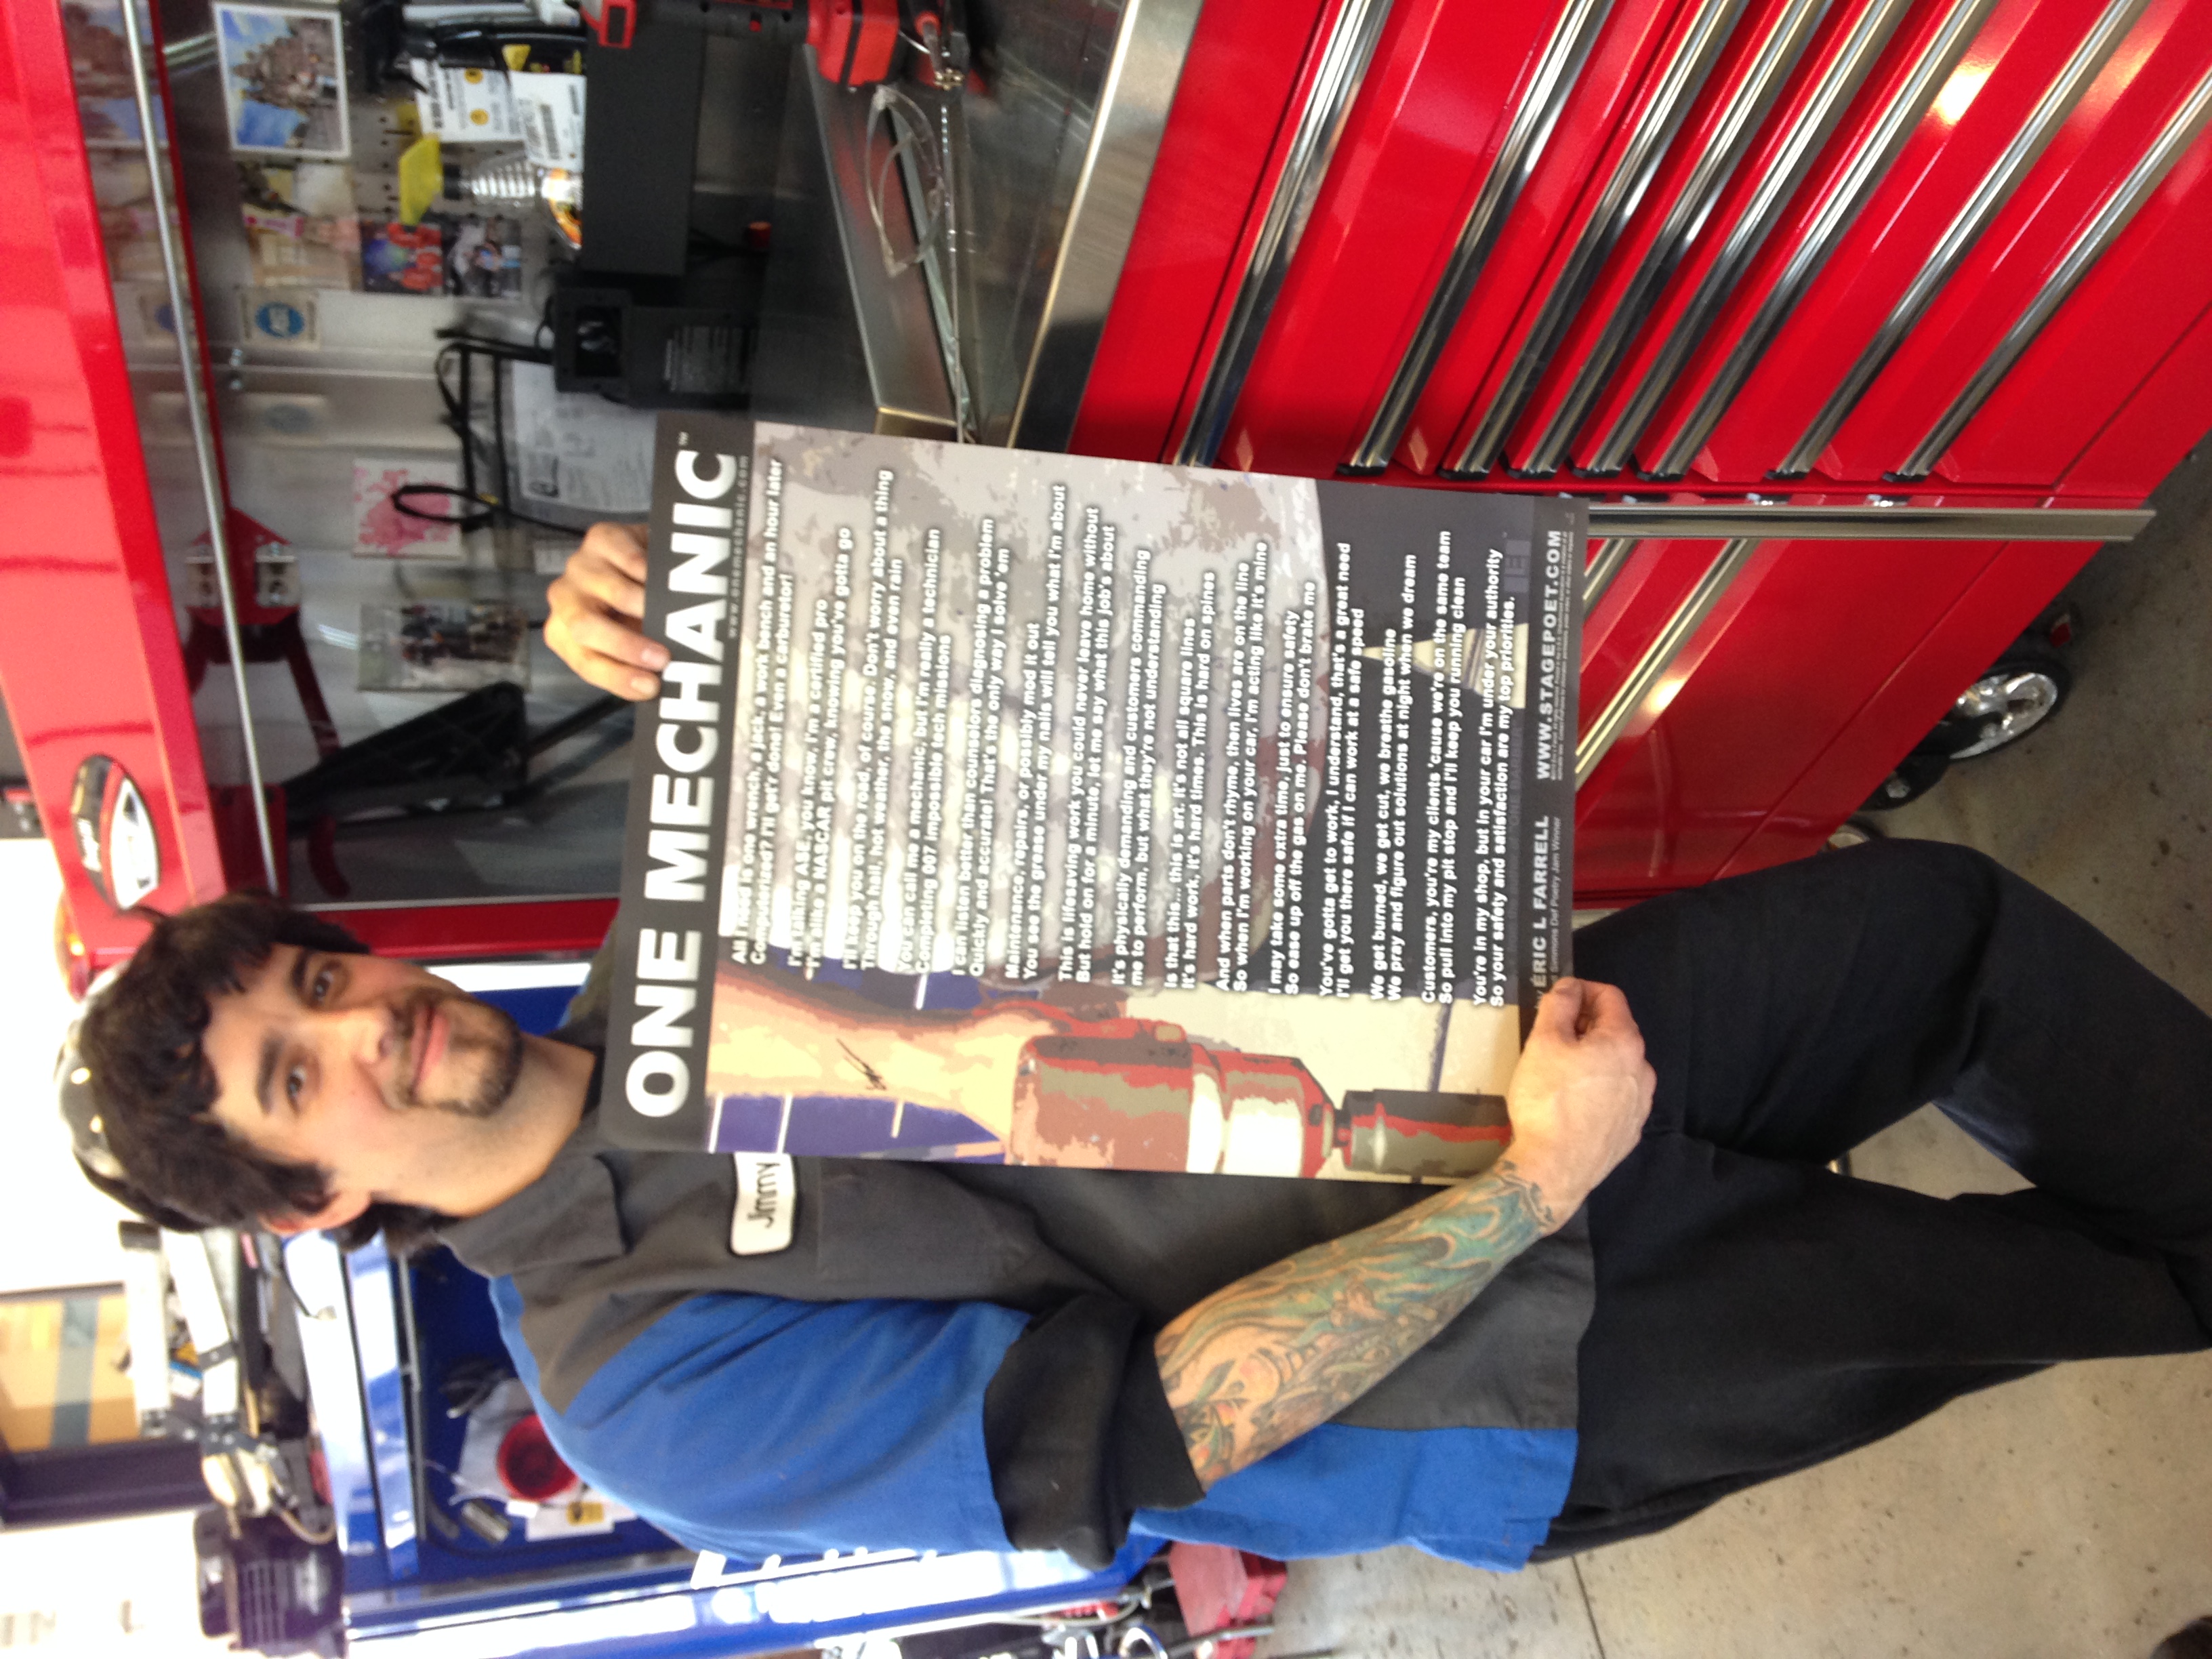 ONE MECHANIC™
www.onemechanic.com
All I need is one wrench, a jack, a work bench and an hour later
Computerized? I'll get'r done! Even a carburetor!
I'm talking ASE, you know, I'm a certified pro
I'm skills a NASCAR pit crew, knowing you've gotta go
I'll keep you on the road, of course. Don't worry about a thing
Through hail, hot weather, the snow, and even rain
You can call me a mechanic, but I'm really a technician
Completing 007 impossible tech missions
I can listen better than counselors diagnosing a problem
Quickly and accurate! That's the only way I solve 'em
Maintenance, repairs, or possibly mod it out
You see the grease under my nails will tell you what I'm about
This is lifesaving work you could never leave home without
But hold on for a minute, let me say what this job's about
It's physically demanding and customers commanding
me to perform, but what they're not understanding
Is that this... this is art. It's not all square lines
It's hard work. It's hard times. This is hard on spines
And when parts don't rhyme, then lives are on the line
So when I'm working on your car, I'm acting like it's mine
I may take some extra time, just to ensure safety
So ease up off the gas on me. Please don't brake me
You've gotta get to work, I understand, that's a great need
I'll get you there safe if I can work at a safe speed
We get burned, we get cut, we breathe gasoline
We pray and figure out solutions at night when we dream
Customers, you're my clients 'cause we're on the same team
So pull into my pit stop and I'll keep you running clean
You're in my shop, but in your car I'm under your authority
So your safety and satisfaction are my top priorities.
ERIC L FARRELL WWW.STAGEPOET.COM
Simmons Def Poetry Jam Winner
Jimmy